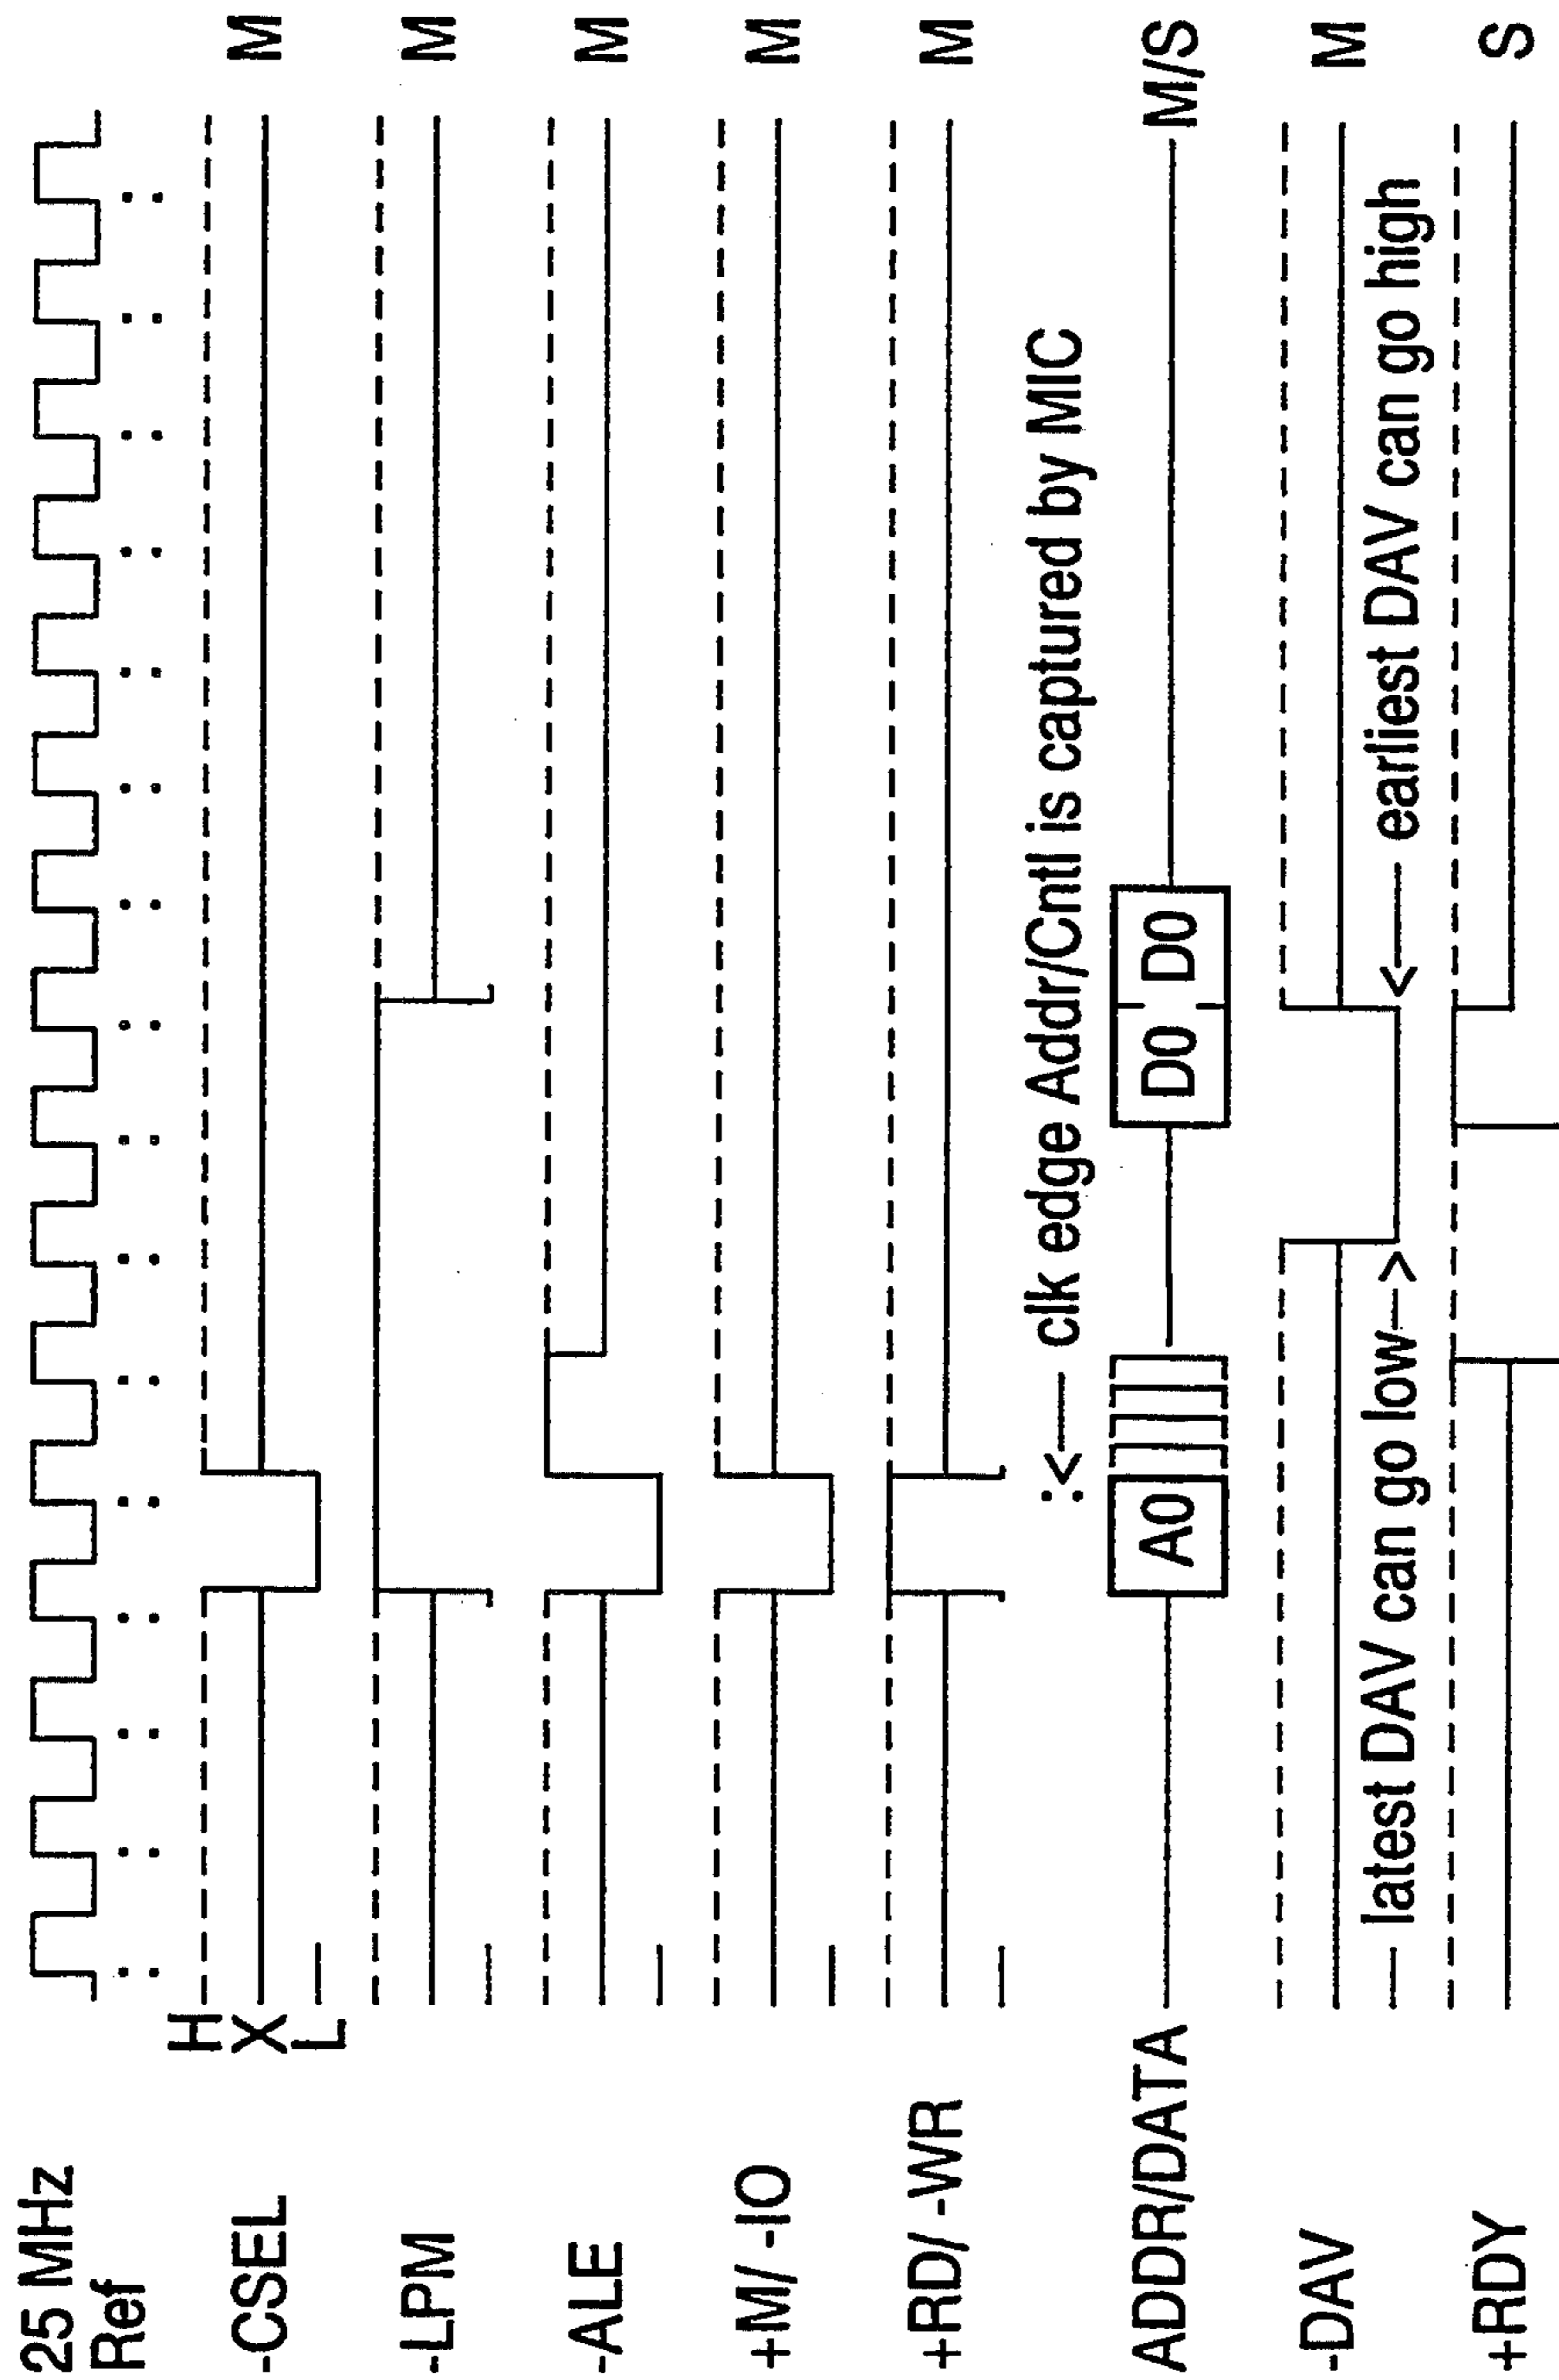 25 MHz
Ref
H
X
L
-CSEL M
-LPM M
-ALE M
+M/ -IO M
+RD/ -WR M
:<—— clk edge Addr/Cntl is captured by MIC
ADDR/DATA A0 D0 D0 M/S
-DAV M
— latest DAV can go low—> <—— earliest DAV can go high
+RDY S